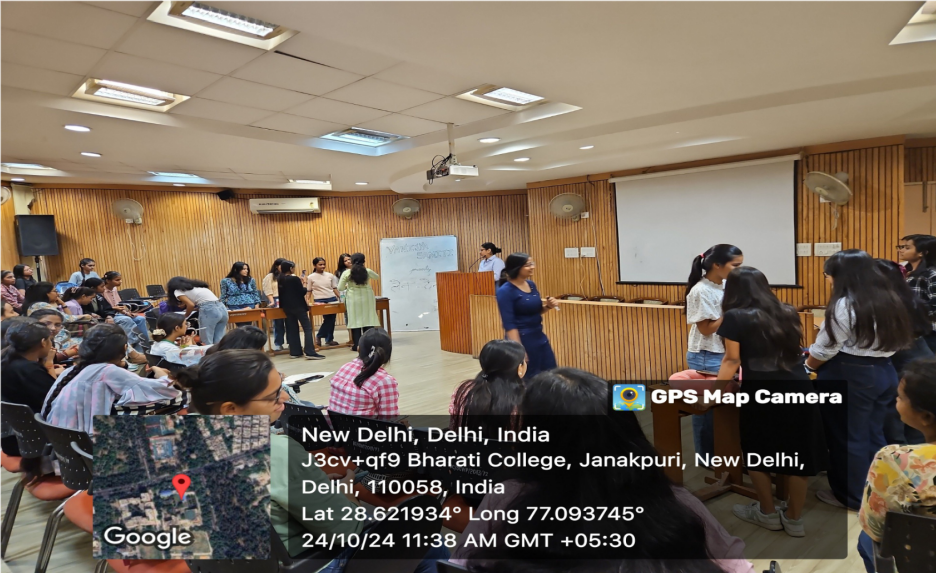 GPS Map Camera
New Delhi, Delhi, India
J3cv+qf9 Bharati College, Janakpuri, New Delhi,
Delhi, 110058, India
Lat 28.621934° Long 77.093745°
24/10/24 11:38 AM GMT +05:30
Google